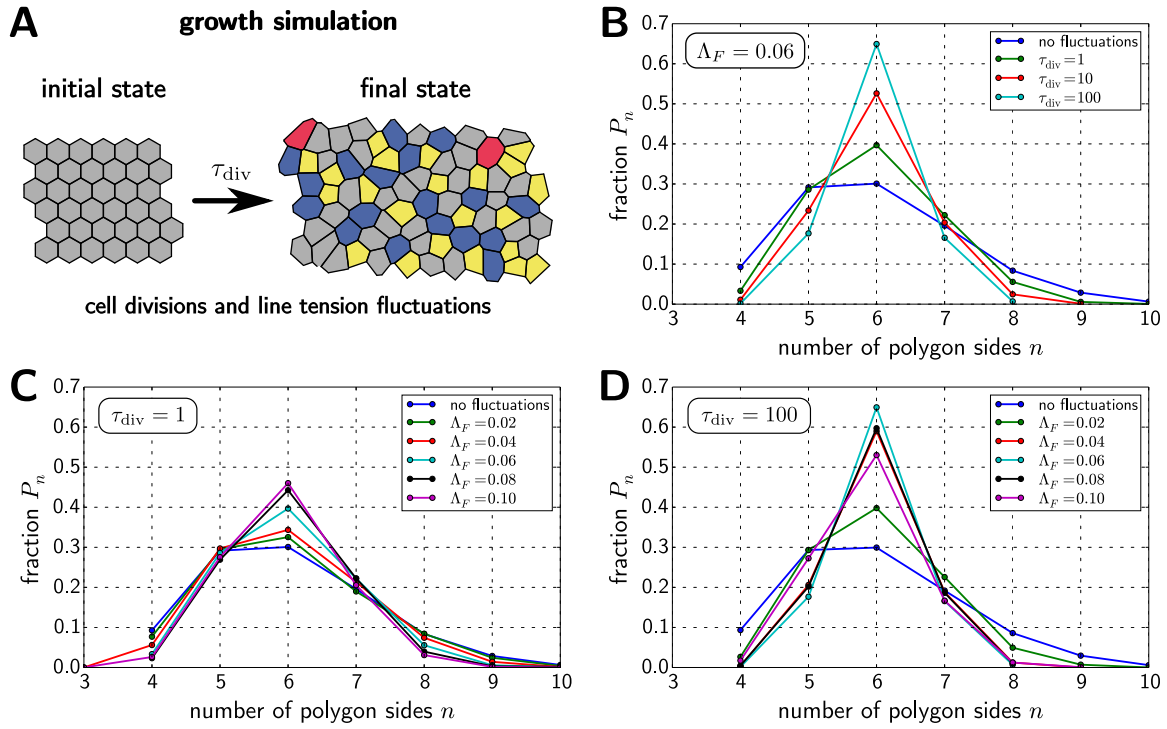 A
growth simulation
initial state
final state
τdiv
cell divisions and line tension fluctuations
B
ΛF = 0.06
no fluctuations
τdiv=1
τdiv=10
τdiv=100
fraction Pn
0.7
0.6
0.5
0.4
0.3
0.2
0.1
0.0
3 4 5 6 7 8 9 10
number of polygon sides n
C
τdiv = 1
no fluctuations
ΛF=0.02
ΛF=0.04
ΛF=0.06
ΛF=0.08
ΛF=0.10
fraction Pn
0.7
0.6
0.5
0.4
0.3
0.2
0.1
0.0
3 4 5 6 7 8 9 10
number of polygon sides n
D
τdiv = 100
no fluctuations
ΛF=0.02
ΛF=0.04
ΛF=0.06
ΛF=0.08
ΛF=0.10
fraction Pn
0.7
0.6
0.5
0.4
0.3
0.2
0.1
0.0
3 4 5 6 7 8 9 10
number of polygon sides n